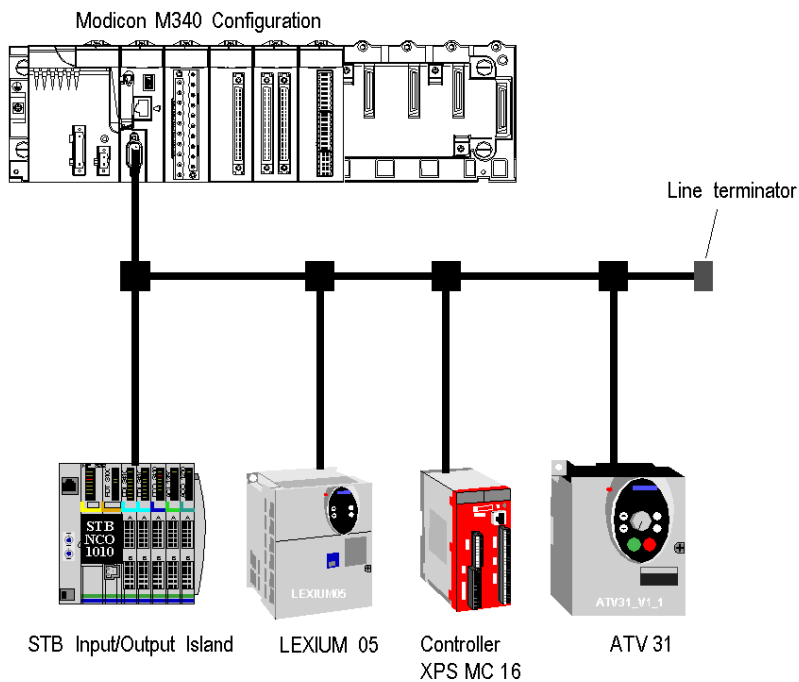 Modicon M340 Configuration
Line terminator
STB
NCO
1010
LEXIUM05
ATV31_V1_1
STB Input/Output Island
LEXIUM 05
Controller
XPS MC 16
ATV 31